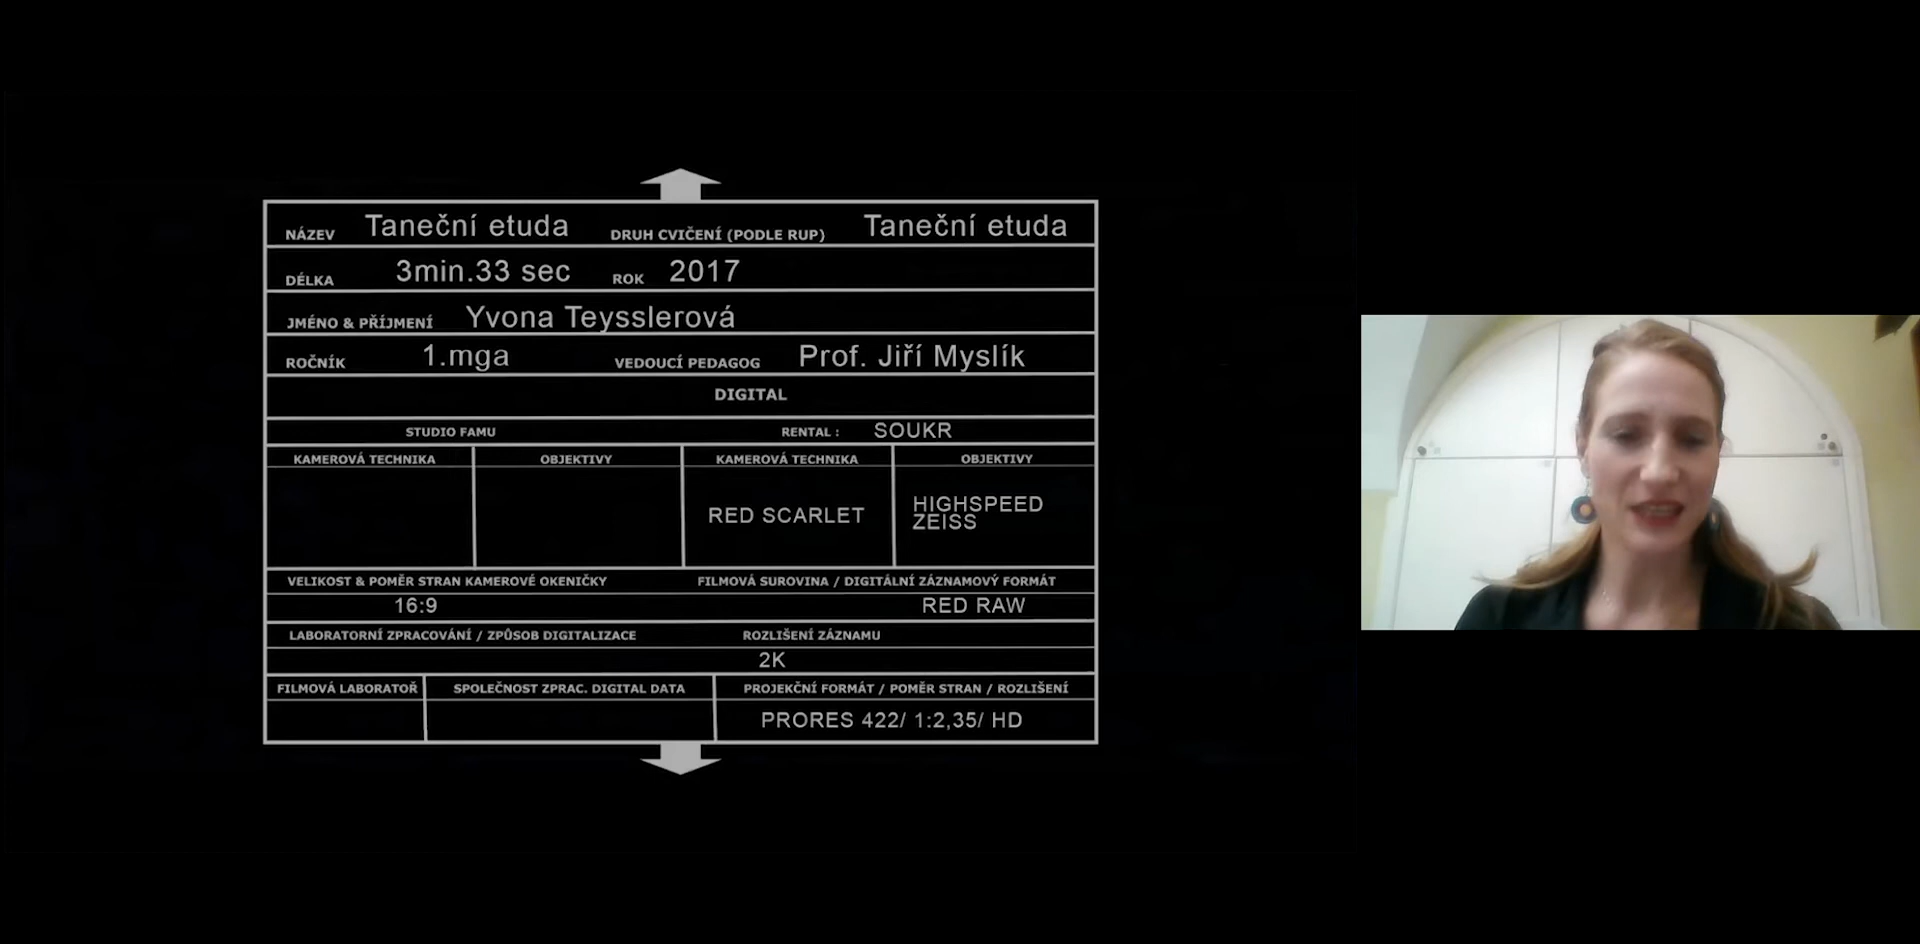 NÁZEV Taneční etuda DRUH CVIČENÍ (PODLE RUP) Taneční etuda
DÉLKA 3min.33 sec ROK 2017
JMÉNO & PŘÍJMENÍ Yvona Teysslerová
ROČNÍK 1.mga VEDOUCÍ PEDAGOG Prof. Jiří Myslík
DIGITAL
STUDIO FAMU RENTAL : SOUKR
KAMEROVÁ TECHNIKA OBJEKTIVY KAMEROVÁ TECHNIKA OBJEKTIVY
RED SCARLET HIGHSPEED
ZEISS
VELIKOST & POMĚR STRAN KAMEROVÉ OKENIČKY FILMOVÁ SUROVINA / DIGITÁLNÍ ZÁZNAMOVÝ FORMÁT
16:9 RED RAW
LABORATORNÍ ZPRACOVÁNÍ / ZPŮSOB DIGITALIZACE ROZLIŠENÍ ZÁZNAMU
2K
FILMOVÁ LABORATOŘ SPOLEČNOST ZPRAC. DIGITAL DATA PROJEKČNÍ FORMÁT / POMĚR STRAN / ROZLIŠENÍ
PRORES 422/ 1:2,35/ HD